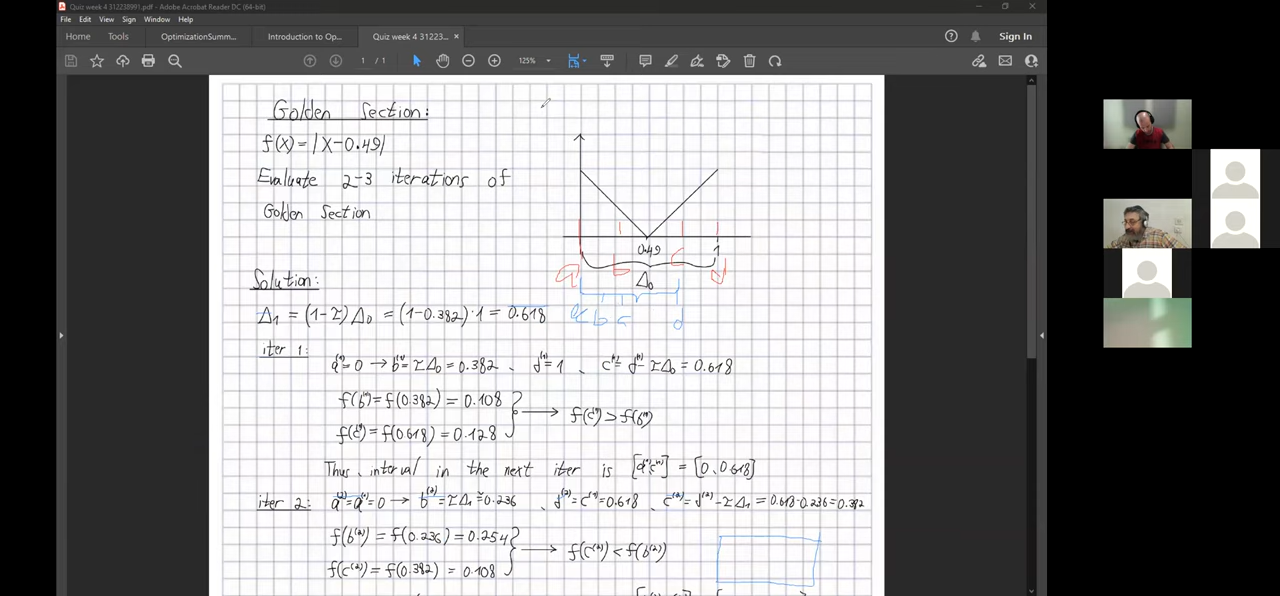 Quiz week 4 312238991.pdf - Adobe Acrobat Reader DC (64-bit)
File Edit View Sign Window Help
Home Tools OptimizationSumm... Introduction to Op... Quiz week 4 31223... × Sign In
1 / 1 125%
Golden Section:
f(x) = |x-0.49|
Evaluate 2-3 iterations of
Golden Section
0.49 1
a b c d
Δ₀
b c d
Solution:
Δ₁ = (1-τ)Δ₀ = (1-0.382)·1 = 0.618
iter 1:
a⁽¹⁾=0 → b⁽¹⁾= τΔ₀ = 0.382 , d⁽¹⁾=1 , c⁽¹⁾= d⁽¹⁾- τΔ₀ = 0.618
f(b⁽¹⁾) = f(0.382) = 0.108
→ f(c⁽¹⁾) > f(b⁽¹⁾)
f(c⁽¹⁾) = f(0.618) = 0.128
Thus, interval in the next iter is [a⁽¹⁾,c⁽¹⁾] = [0,0.618]
iter 2: a⁽²⁾=a⁽¹⁾=0 → b⁽²⁾= τΔ₁ ≅ 0.236 , d⁽²⁾=c⁽¹⁾=0.618 , c⁽²⁾= d⁽²⁾-τΔ₁ = 0.618-0.236=0.382
f(b⁽²⁾) = f(0.236) = 0.254
→ f(c⁽²⁾) < f(b⁽²⁾)
f(c⁽²⁾) = f(0.382) = 0.108